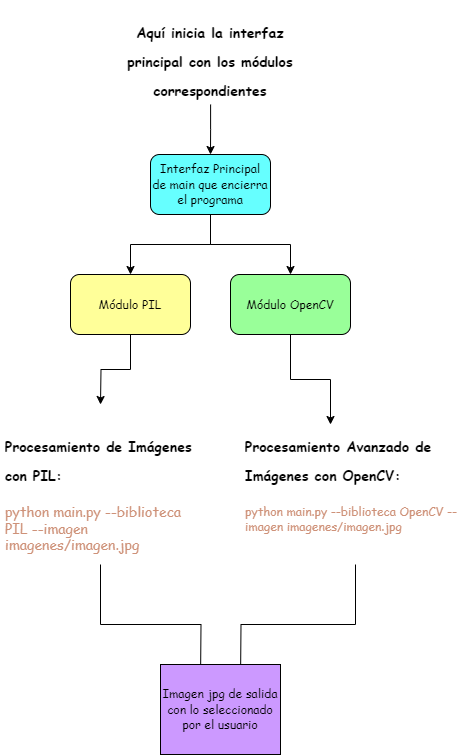 Aquí inicia la interfaz
principal con los módulos
correspondientes
Interfaz Principal
de main que encierra
el programa
Módulo PIL
Módulo OpenCV
Procesamiento de Imágenes
con PIL:
python main.py --biblioteca
PIL --imagen
imagenes/imagen.jpg
Procesamiento Avanzado de
Imágenes con OpenCV:
python main.py --biblioteca OpenCV --
imagen imagenes/imagen.jpg
Imagen jpg de salida
con lo seleccionado
por el usuario